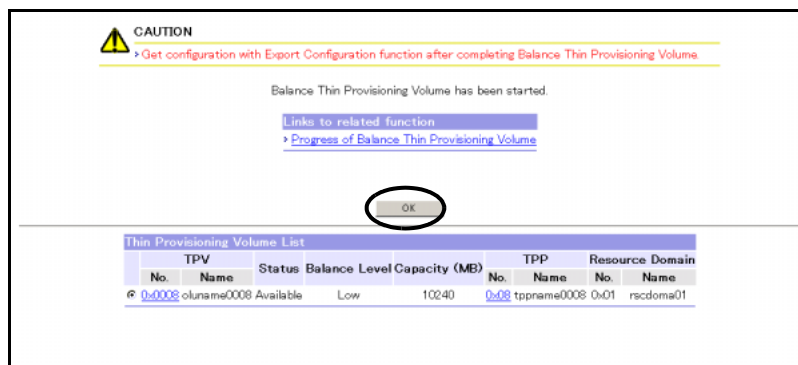 CAUTION
Get configuration with Export Configuration function after completing Balance Thin Provisioning Volume.
Balance Thin Provisioning Volume has been started.
Links to related function
Progress of Balance Thin Provisioning Volume
OK
Thin Provisioning Volume List
TPV Status Balance Level Capacity (MB) TPP Resource Domain
No. Name No. Name No. Name
0x0008 oluname0008 Available Low 10240 0x08 tppname0008 0x01 rscdoma01